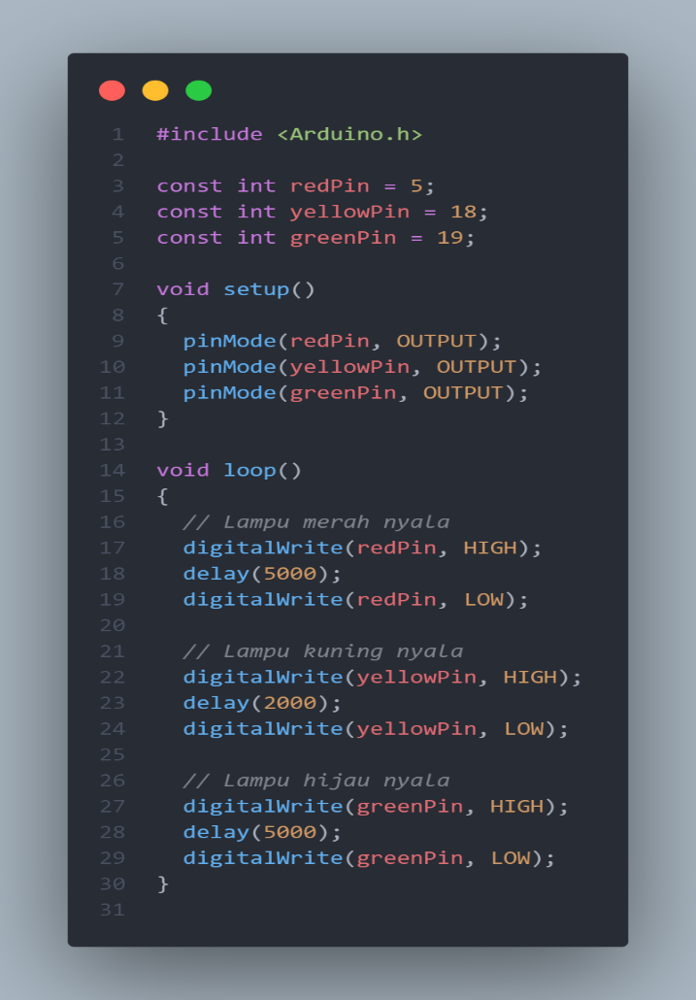 1 #include <Arduino.h>
2
3 const int redPin = 5;
4 const int yellowPin = 18;
5 const int greenPin = 19;
6
7 void setup()
8 {
9   pinMode(redPin, OUTPUT);
10   pinMode(yellowPin, OUTPUT);
11   pinMode(greenPin, OUTPUT);
12 }
13
14 void loop()
15 {
16   // Lampu merah nyala
17   digitalWrite(redPin, HIGH);
18   delay(5000);
19   digitalWrite(redPin, LOW);
20
21   // Lampu kuning nyala
22   digitalWrite(yellowPin, HIGH);
23   delay(2000);
24   digitalWrite(yellowPin, LOW);
25
26   // Lampu hijau nyala
27   digitalWrite(greenPin, HIGH);
28   delay(5000);
29   digitalWrite(greenPin, LOW);
30 }
31